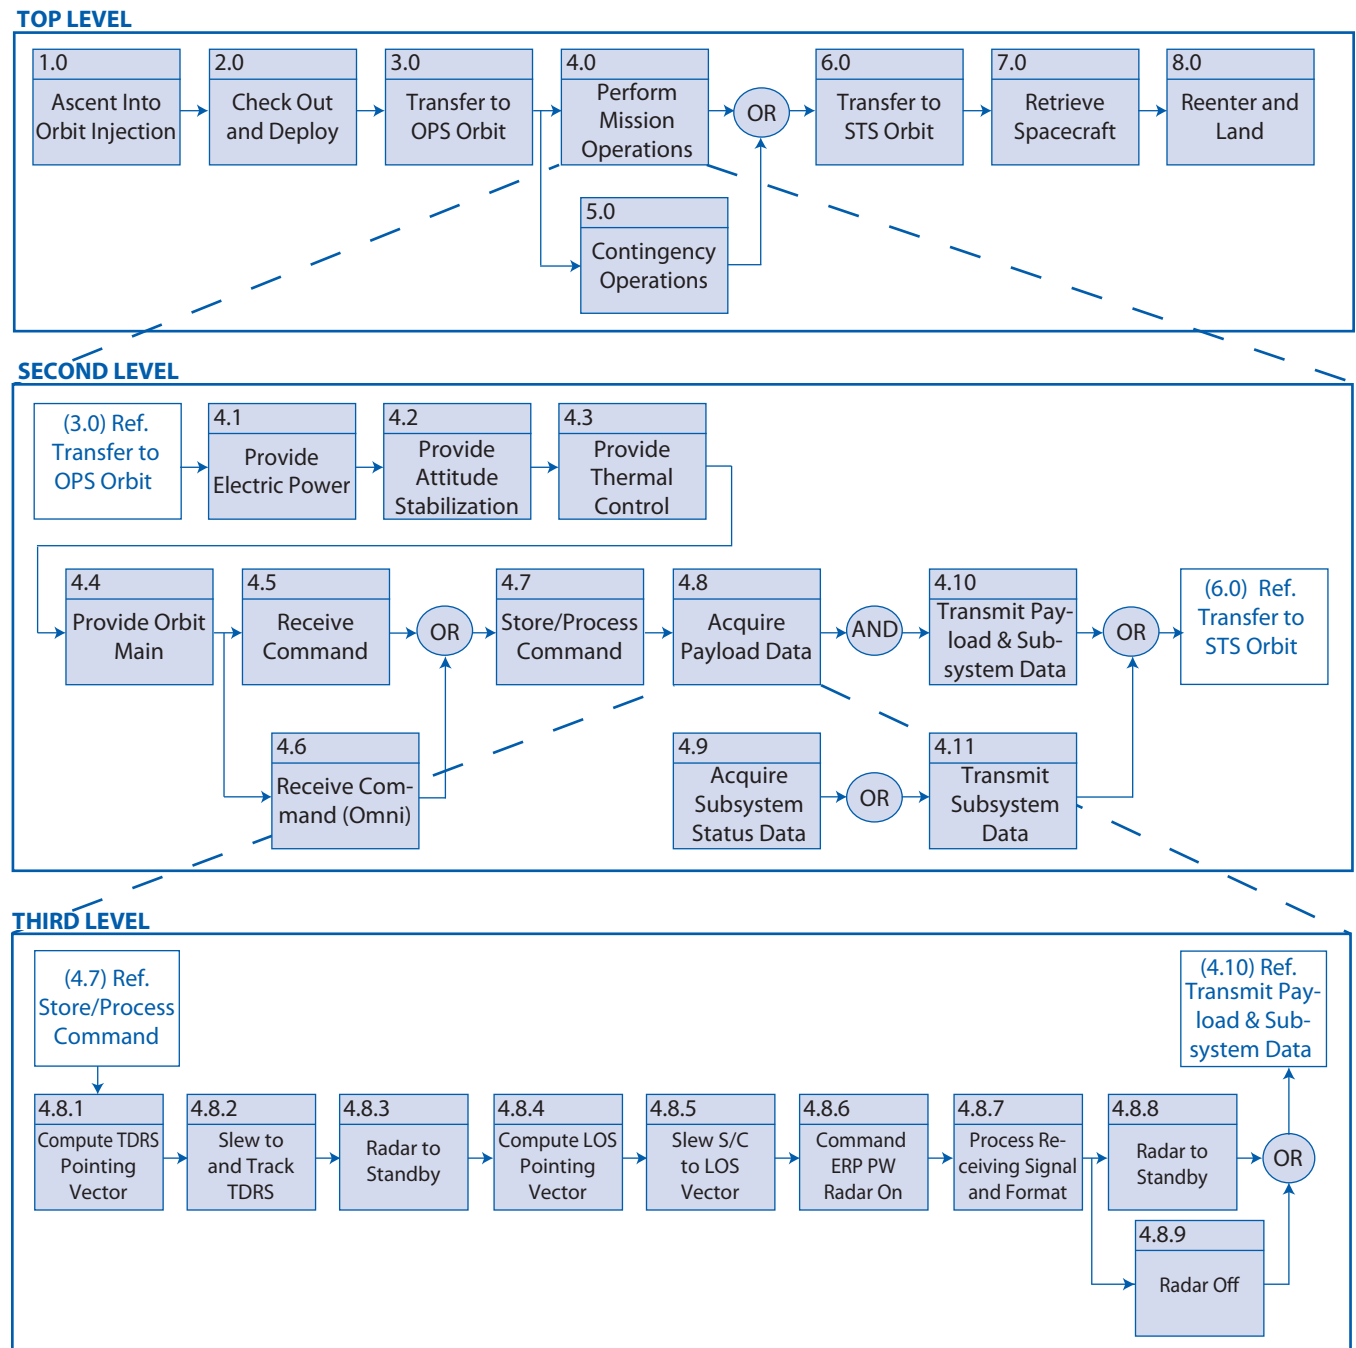 TOP LEVEL
1.0
Ascent Into
Orbit Injection
2.0
Check Out
and Deploy
3.0
Transfer to
OPS Orbit
4.0
Perform
Mission
Operations
OR
6.0
Transfer to
STS Orbit
7.0
Retrieve
Spacecraft
8.0
Reenter and
Land
5.0
Contingency
Operations
SECOND LEVEL
(3.0) Ref.
Transfer to
OPS Orbit
4.1
Provide
Electric Power
4.2
Provide
Attitude
Stabilization
4.3
Provide
Thermal
Control
4.4
Provide Orbit
Main
4.5
Receive
Command
OR
4.7
Store/Process
Command
4.8
Acquire
Payload Data
AND
4.10
Transmit Pay-
load & Sub-
system Data
OR
(6.0) Ref.
Transfer to
STS Orbit
4.6
Receive Com-
mand (Omni)
4.9
Acquire
Subsystem
Status Data
OR
4.11
Transmit
Subsystem
Data
THIRD LEVEL
(4.7) Ref.
Store/Process
Command
(4.10) Ref.
Transmit Pay-
load & Sub-
system Data
4.8.1
Compute TDRS
Pointing
Vector
4.8.2
Slew to
and Track
TDRS
4.8.3
Radar to
Standby
4.8.4
Compute LOS
Pointing
Vector
4.8.5
Slew S/C
to LOS
Vector
4.8.6
Command
ERP PW
Radar On
4.8.7
Process Re-
ceiving Signal
and Format
4.8.8
Radar to
Standby
OR
4.8.9
Radar Off